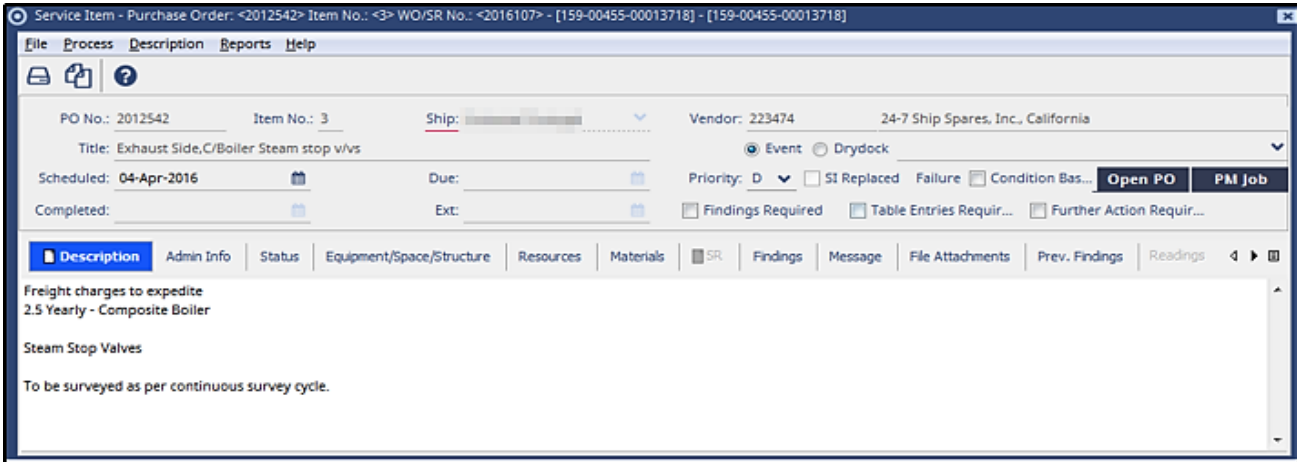 Service Item - Purchase Order: <2012542> Item No.: <3> WO/SR No.: <2016107> - [159-00455-00013718] - [159-00455-00013718]
File Process Description Reports Help
PO No.: 2012542 Item No.: 3 Ship: Vendor: 223474 24-7 Ship Spares, Inc., California
Title: Exhaust Side,C/Boiler Steam stop v/vs Event Drydock
Scheduled: 04-Apr-2016 Due: Priority: D SI Replaced Failure Condition Bas... Open PO PM Job
Completed: Ext: Findings Required Table Entries Requir... Further Action Requir...
Description Admin Info Status Equipment/Space/Structure Resources Materials SR Findings Message File Attachments Prev. Findings Readings
Freight charges to expedite
2.5 Yearly - Composite Boiler
Steam Stop Valves
To be surveyed as per continuous survey cycle.